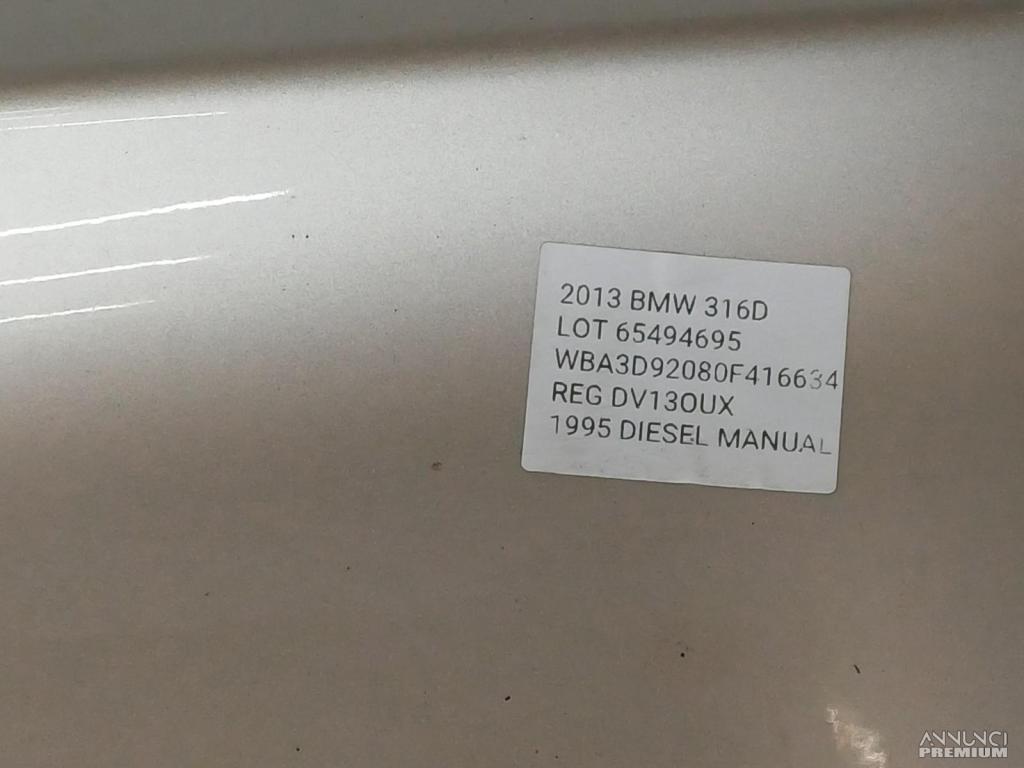 2013 BMW 316D
LOT 65494695
WBA3D92080F416634
REG DV13OUX
1995 DIESEL MANUAL
ANNUNCI
PREMIUM